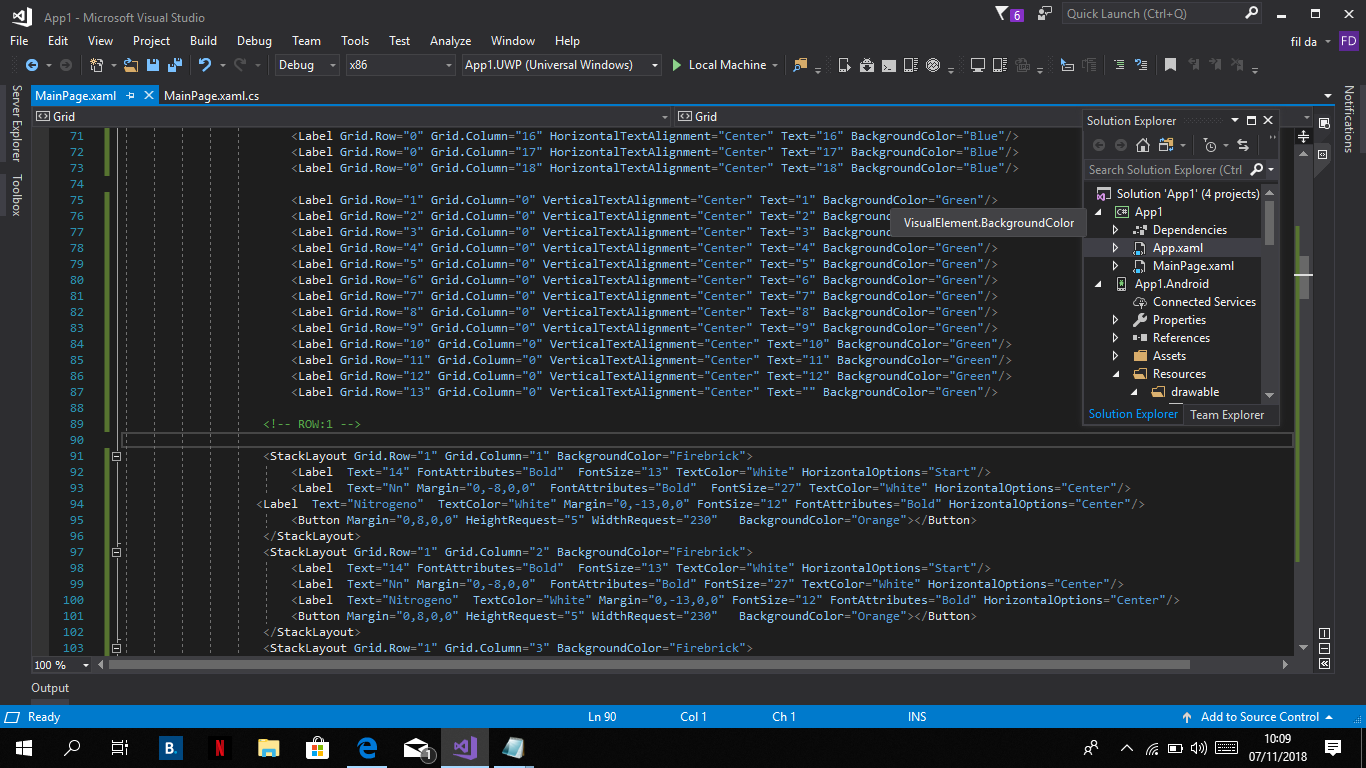 App1 - Microsoft Visual Studio
6
Quick Launch (Ctrl+Q)
File Edit View Project Build Debug Team Tools Test Analyze Window Help
fil da FD
Debug x86 App1.UWP (Universal Windows) Local Machine
MainPage.xaml MainPage.xaml.cs
Server Explorer
Toolbox
Notifications
Grid Grid
71 <Label Grid.Row="0" Grid.Column="16" HorizontalTextAlignment="Center" Text="16" BackgroundColor="Blue"/>
72 <Label Grid.Row="0" Grid.Column="17" HorizontalTextAlignment="Center" Text="17" BackgroundColor="Blue"/>
73 <Label Grid.Row="0" Grid.Column="18" HorizontalTextAlignment="Center" Text="18" BackgroundColor="Blue"/>
74
75 <Label Grid.Row="1" Grid.Column="0" VerticalTextAlignment="Center" Text="1" BackgroundColor="Green"/>
76 <Label Grid.Row="2" Grid.Column="0" VerticalTextAlignment="Center" Text="2" Backgro
VisualElement.BackgroundColor
77 <Label Grid.Row="3" Grid.Column="0" VerticalTextAlignment="Center" Text="3" Backgro
78 <Label Grid.Row="4" Grid.Column="0" VerticalTextAlignment="Center" Text="4" BackgroundColor="Green"/>
79 <Label Grid.Row="5" Grid.Column="0" VerticalTextAlignment="Center" Text="5" BackgroundColor="Green"/>
80 <Label Grid.Row="6" Grid.Column="0" VerticalTextAlignment="Center" Text="6" BackgroundColor="Green"/>
81 <Label Grid.Row="7" Grid.Column="0" VerticalTextAlignment="Center" Text="7" BackgroundColor="Green"/>
82 <Label Grid.Row="8" Grid.Column="0" VerticalTextAlignment="Center" Text="8" BackgroundColor="Green"/>
83 <Label Grid.Row="9" Grid.Column="0" VerticalTextAlignment="Center" Text="9" BackgroundColor="Green"/>
84 <Label Grid.Row="10" Grid.Column="0" VerticalTextAlignment="Center" Text="10" BackgroundColor="Green"/>
85 <Label Grid.Row="11" Grid.Column="0" VerticalTextAlignment="Center" Text="11" BackgroundColor="Green"/>
86 <Label Grid.Row="12" Grid.Column="0" VerticalTextAlignment="Center" Text="12" BackgroundColor="Green"/>
87 <Label Grid.Row="13" Grid.Column="0" VerticalTextAlignment="Center" Text="" BackgroundColor="Green"/>
88
89 <!-- ROW:1 -->
90
91 <StackLayout Grid.Row="1" Grid.Column="1" BackgroundColor="Firebrick">
92 <Label  Text="14" FontAttributes="Bold"  FontSize="13" TextColor="White" HorizontalOptions="Start"/>
93 <Label  Text="Nn" Margin="0,-8,0,0"  FontAttributes="Bold"  FontSize="27" TextColor="White" HorizontalOptions="Center"/>
94 <Label  Text="Nitrogeno"  TextColor="White" Margin="0,-13,0,0" FontSize="12" FontAttributes="Bold" HorizontalOptions="Center"/>
95 <Button Margin="0,8,0,0" HeightRequest="5" WidthRequest="230"   BackgroundColor="Orange"></Button>
96 </StackLayout>
97 <StackLayout Grid.Row="1" Grid.Column="2" BackgroundColor="Firebrick">
98 <Label  Text="14" FontAttributes="Bold"  FontSize="13" TextColor="White" HorizontalOptions="Start"/>
99 <Label  Text="Nn" Margin="0,-8,0,0"  FontAttributes="Bold" FontSize="27" TextColor="White" HorizontalOptions="Center"/>
100 <Label  Text="Nitrogeno"  TextColor="White" Margin="0,-13,0,0" FontSize="12" FontAttributes="Bold" HorizontalOptions="Center"/>
101 <Button Margin="0,8,0,0" HeightRequest="5" WidthRequest="230"   BackgroundColor="Orange"></Button>
102 </StackLayout>
103 <StackLayout Grid.Row="1" Grid.Column="3" BackgroundColor="Firebrick">
Solution Explorer
Search Solution Explorer (Ctrl
Solution 'App1' (4 projects)
C# App1
Dependencies
App.xaml
MainPage.xaml
App1.Android
Connected Services
Properties
References
Assets
Resources
drawable
Solution Explorer Team Explorer
100 %
Output
Ready Ln 90 Col 1 Ch 1 INS Add to Source Control
B. N 1
10:09
07/11/2018